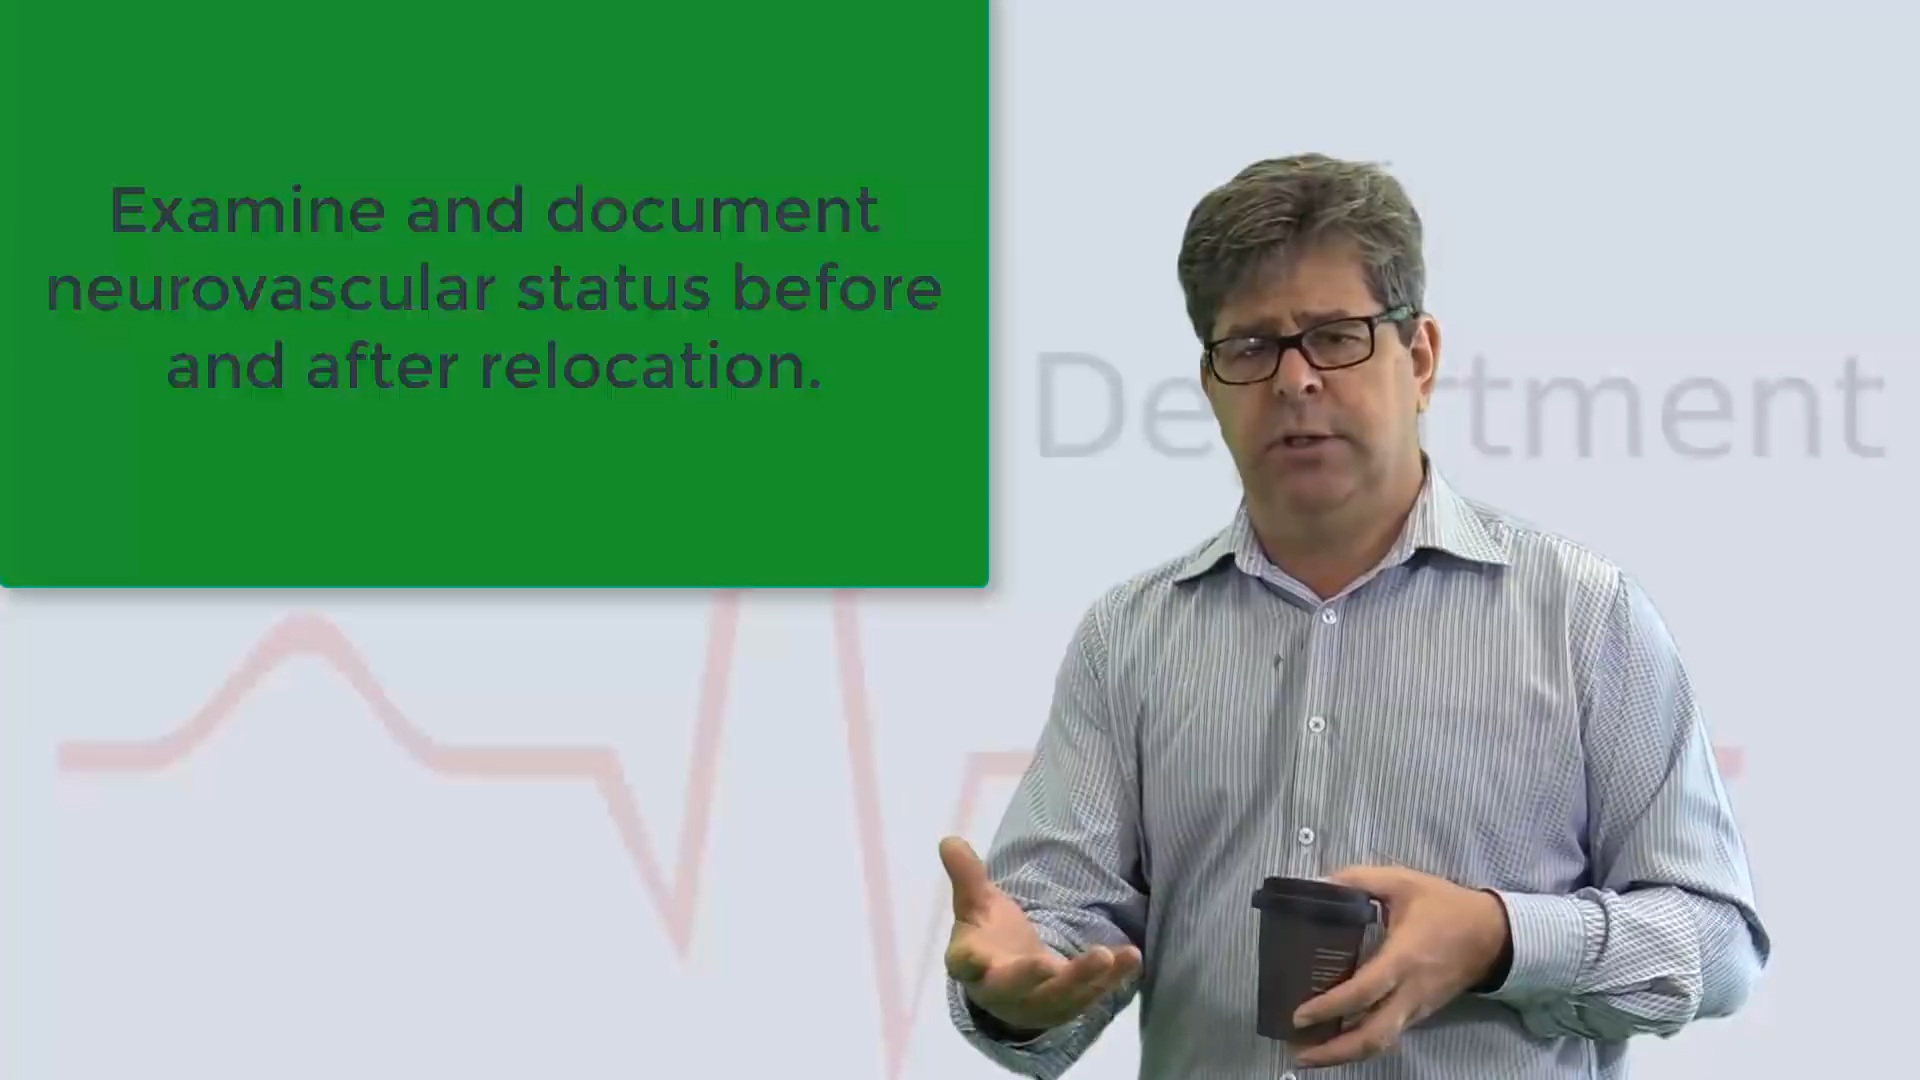 Examine and document
neurovascular status before
and after relocation.